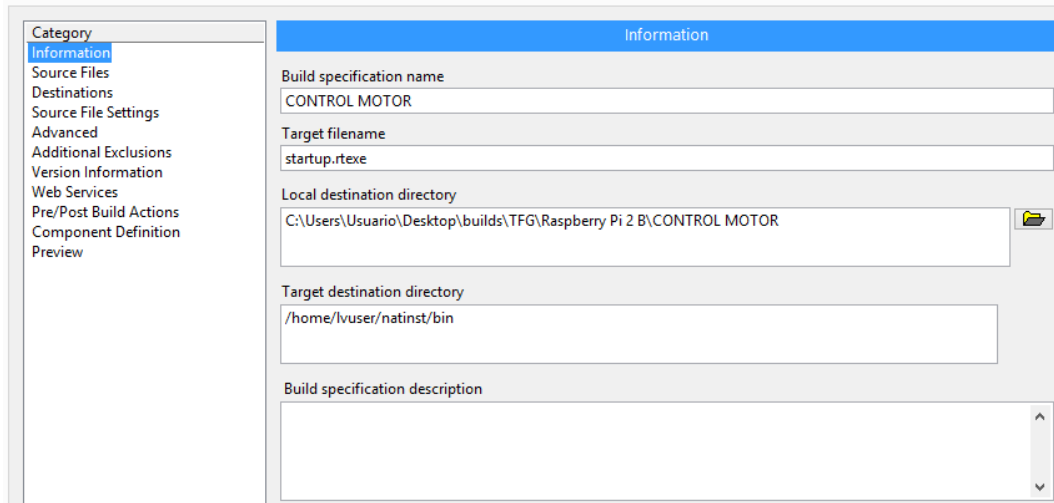 Category
Information
Source Files
Destinations
Source File Settings
Advanced
Additional Exclusions
Version Information
Web Services
Pre/Post Build Actions
Component Definition
Preview
Information
Build specification name
CONTROL MOTOR
Target filename
startup.rtexe
Local destination directory
C:\Users\Usuario\Desktop\builds\TFG\Raspberry Pi 2 B\CONTROL MOTOR
Target destination directory
/home/lvuser/natinst/bin
Build specification description